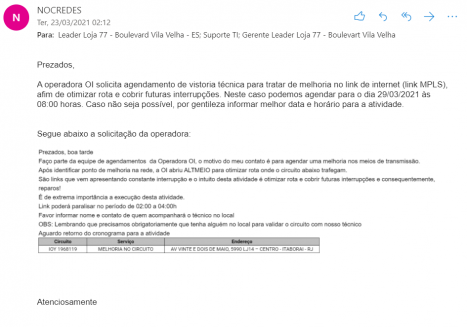 N
NOCREDES
Ter, 23/03/2021 02:12
Para: Leader Loja 77 - Boulevard Vila Velha - ES; Suporte TI; Gerente Leader Loja 77 - Boulevart Vila Velha
Prezados,
A operadora OI solicita agendamento de vistoria técnica para tratar de melhoria no link de internet (link MPLS),
afim de otimizar rota e cobrir futuras interrupções. Neste caso podemos agendar para o dia 29/03/2021 às
08:00 horas. Caso não seja possível, por gentileza informar melhor data e horário para a atividade.
Segue abaixo a solicitação da operadora:
Prezados, boa tarde
Faço parte da equipe de agendamentos da Operadora OI, o motivo do meu contato é para agendar uma melhoria nos meios de transmissão.
Após identificar ponto de melhoria na rede, a OI abriu ALTMEIO para otimizar rota onde o circuito abaixo trafegam.
São links que vem apresentando constante interrupção e o intuito desta atividade é otimizar rota e cobrir futuras interrupções e consequentemente,
reparos!
É de extrema importância a execução desta atividade.
Link poderá paralisar no período de 02:00 a 04:00h
Favor informar nome e contato de quem acompanhará o técnico no local
OBS: Lembrando que precisamos obrigatoriamente que tenha alguém no local para validar o circuito com nosso técnico
Aguardo retorno do cronograma para a atividade
Circuito Serviço Endereço
IOY 1968119 MELHORIA NO CIRCUITO AV VINTE E DOIS DE MAIO, 5990 LJ14 – CENTRO - ITABORAI - RJ
Atenciosamente